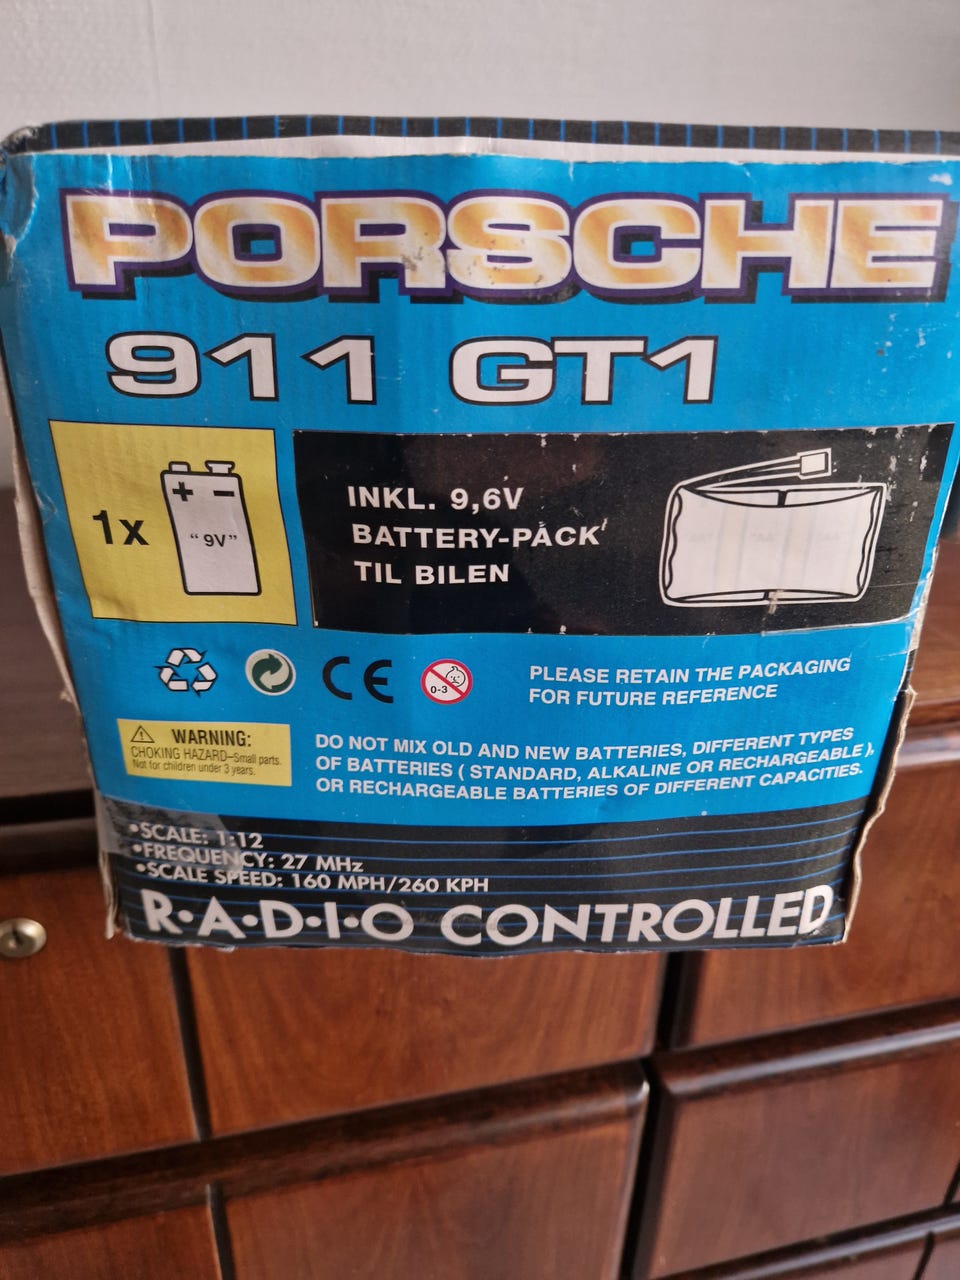 PORSCHE
911 GT1
1x
+ −
“ 9V”
INKL. 9,6V
BATTERY-PACK
TIL BILEN
CE
0-3
PLEASE RETAIN THE PACKAGING
FOR FUTURE REFERENCE
WARNING:
CHOKING HAZARD–Small parts.
Not for children under 3 years.
DO NOT MIX OLD AND NEW BATTERIES, DIFFERENT TYPES
OF BATTERIES ( STANDARD, ALKALINE OR RECHARGEABLE ),
OR RECHARGEABLE BATTERIES OF DIFFERENT CAPACITIES.
•SCALE: 1:12
•FREQUENCY: 27 MHz
•SCALE SPEED: 160 MPH/260 KPH
R•A•D•I•O CONTROLLED